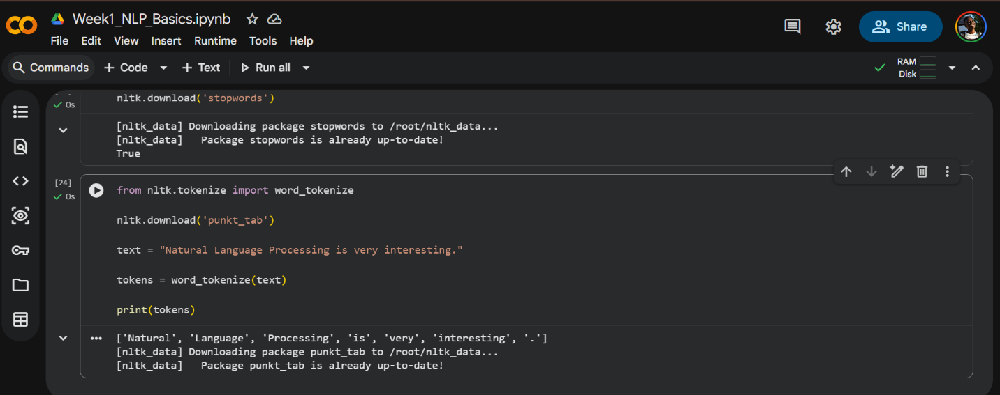 Week1_NLP_Basics.ipynb
File Edit View Insert Runtime Tools Help
Share
Commands + Code + Text Run all
RAM
Disk
0s
nltk.download('stopwords')
[nltk_data] Downloading package stopwords to /root/nltk_data...
[nltk_data]   Package stopwords is already up-to-date!
True
[24]
0s
from nltk.tokenize import word_tokenize
nltk.download('punkt_tab')
text = "Natural Language Processing is very interesting."
tokens = word_tokenize(text)
print(tokens)
['Natural', 'Language', 'Processing', 'is', 'very', 'interesting', '.']
[nltk_data] Downloading package punkt_tab to /root/nltk_data...
[nltk_data]   Package punkt_tab is already up-to-date!